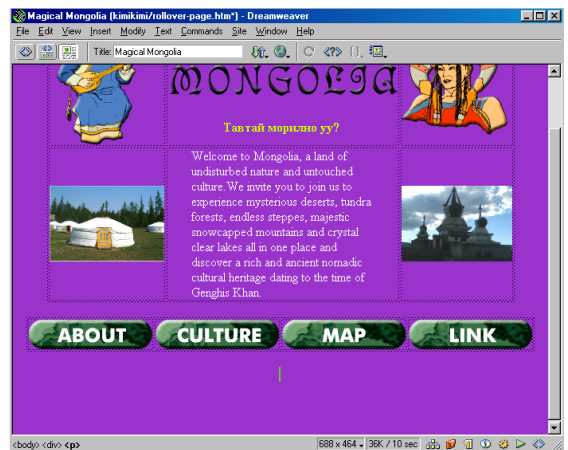 Magical Mongolia (kimikimi/rollover-page.htm*) - Dreamweaver
File Edit View Insert Modify Text Commands Site Window Help
Title: Magical Mongolia
MONGOLIA
Тавтай морилно уу?
Welcome to Mongolia, a land of
undisturbed nature and untouched
culture.We invite you to join us to
experience mysterious deserts, tundra
forests, endless steppes, majestic
snowcapped mountains and crystal
clear lakes all in one place and
discover a rich and ancient nomadic
cultural heritage dating to the time of
Genghis Khan.
ABOUT CULTURE MAP LINK
<body> <div> <p> 688 x 464 36K / 10 sec